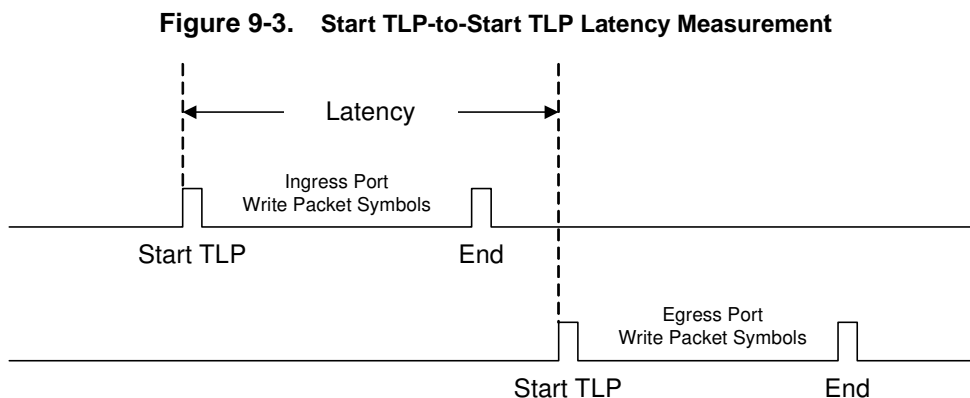 Figure 9-3. Start TLP-to-Start TLP Latency Measurement
Latency
Ingress Port
Write Packet Symbols
Start TLP
End
Egress Port
Write Packet Symbols
Start TLP
End